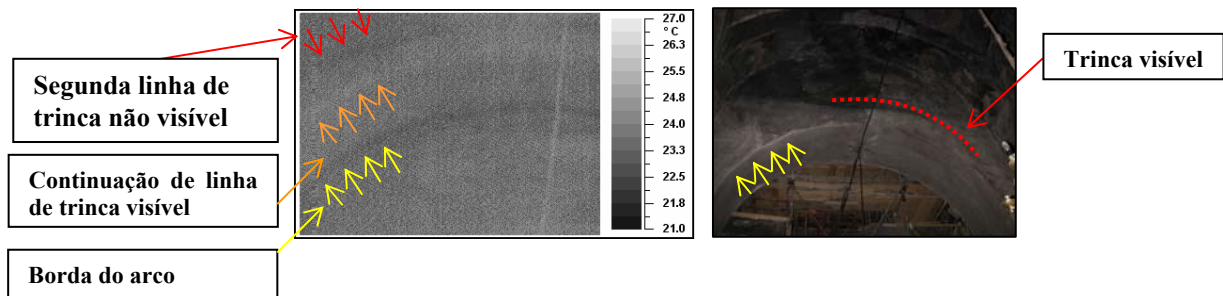 Segunda linha de
trinca não visível
Continuação de linha
de trinca visível
Borda do arco
27.0
° C
26.3
25.5
24.8
24.0
23.3
22.5
21.8
21.0
Trinca visível